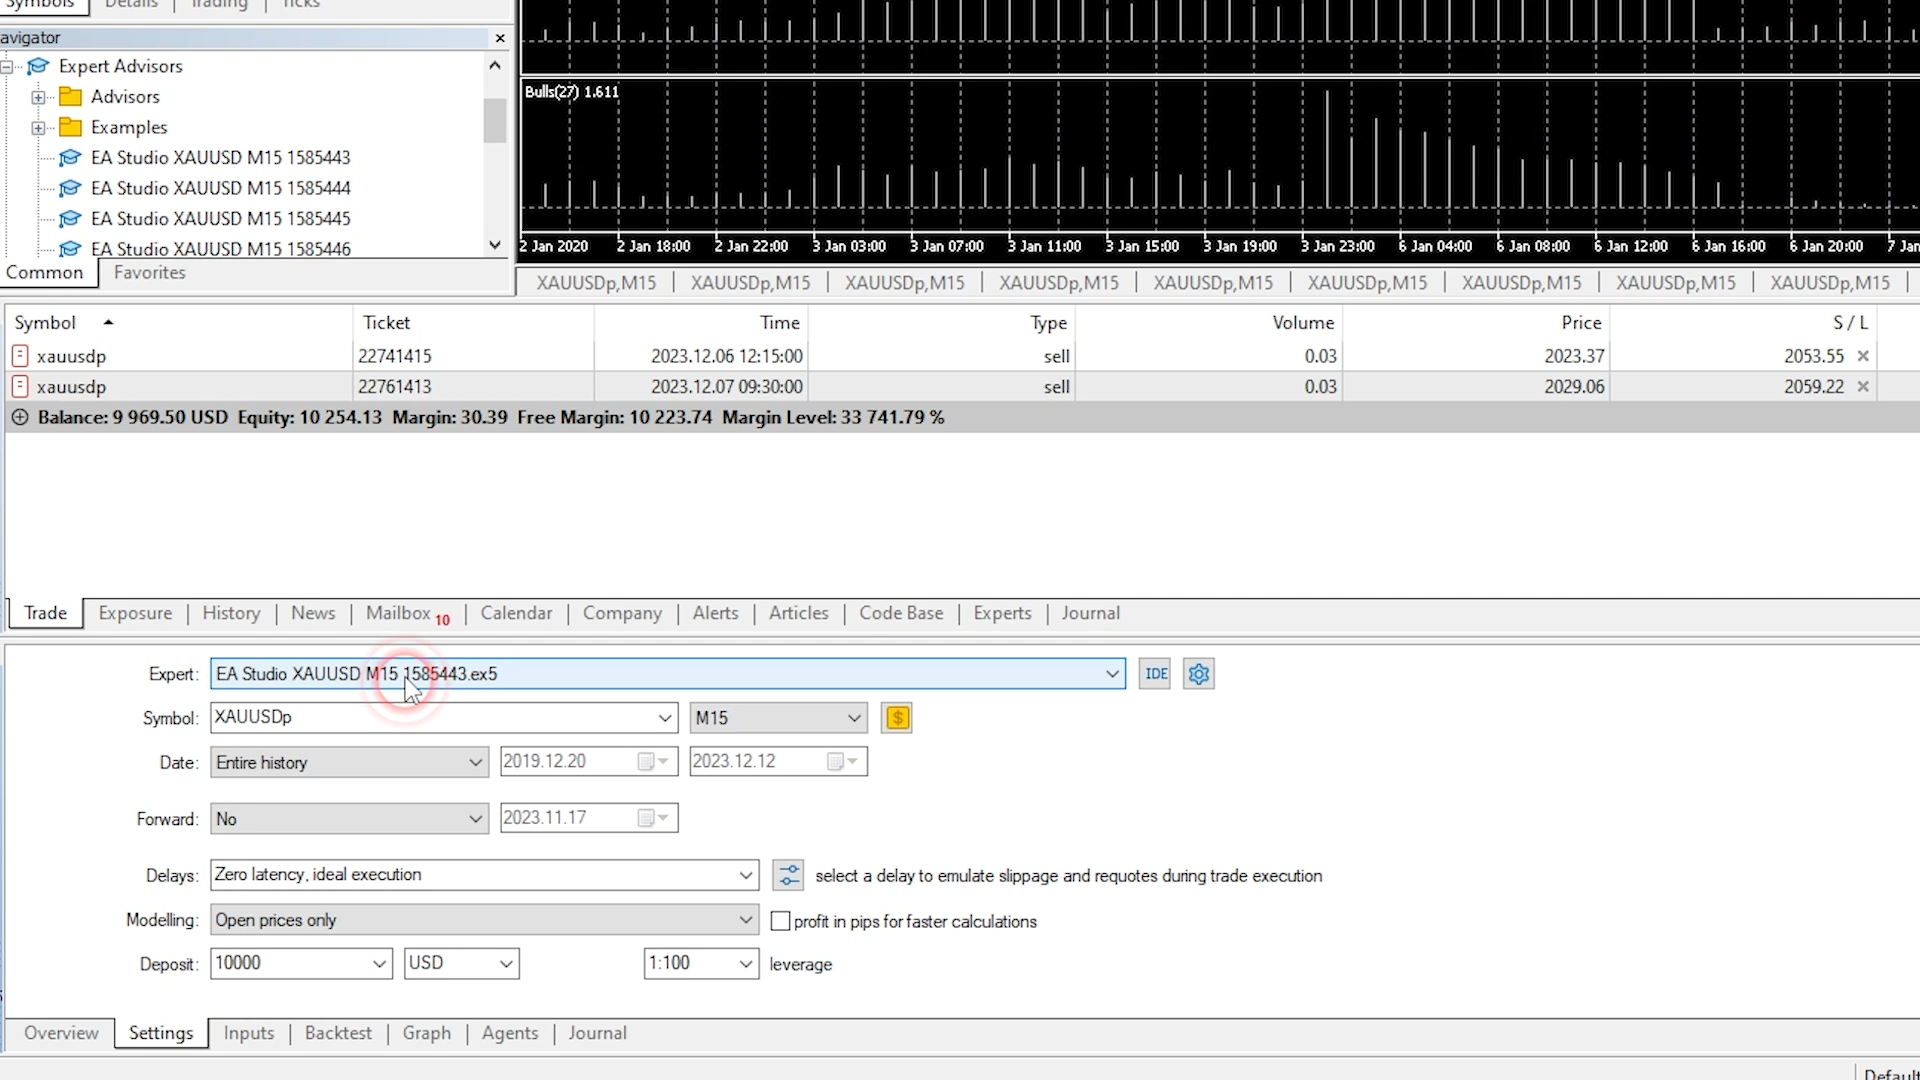 Symbols Details Trading Ticks
avigator
Expert Advisors
Advisors
Examples
EA Studio XAUUSD M15 1585443
EA Studio XAUUSD M15 1585444
EA Studio XAUUSD M15 1585445
EA Studio XAUUSD M15 1585446
Common Favorites
Bulls(27) 1.611
2 Jan 2020 2 Jan 18:00 2 Jan 22:00 3 Jan 03:00 3 Jan 07:00 3 Jan 11:00 3 Jan 15:00 3 Jan 19:00 3 Jan 23:00 6 Jan 04:00 6 Jan 08:00 6 Jan 12:00 6 Jan 16:00 6 Jan 20:00 7 Jan
XAUUSDp,M15 XAUUSDp,M15 XAUUSDp,M15 XAUUSDp,M15 XAUUSDp,M15 XAUUSDp,M15 XAUUSDp,M15 XAUUSDp,M15 XAUUSDp,M15
Symbol Ticket Time Type Volume Price S / L
xauusdp 22741415 2023.12.06 12:15:00 sell 0.03 2023.37 2053.55
xauusdp 22761413 2023.12.07 09:30:00 sell 0.03 2029.06 2059.22
Balance: 9 969.50 USD Equity: 10 254.13 Margin: 30.39 Free Margin: 10 223.74 Margin Level: 33 741.79 %
Trade Exposure History News Mailbox 10 Calendar Company Alerts Articles Code Base Experts Journal
Expert: EA Studio XAUUSD M15 1585443.ex5 IDE
Symbol: XAUUSDp M15 $
Date: Entire history 2019.12.20 2023.12.12
Forward: No 2023.11.17
Delays: Zero latency, ideal execution select a delay to emulate slippage and requotes during trade execution
Modelling: Open prices only profit in pips for faster calculations
Deposit: 10000 USD 1:100 leverage
Overview Settings Inputs Backtest Graph Agents Journal
Default